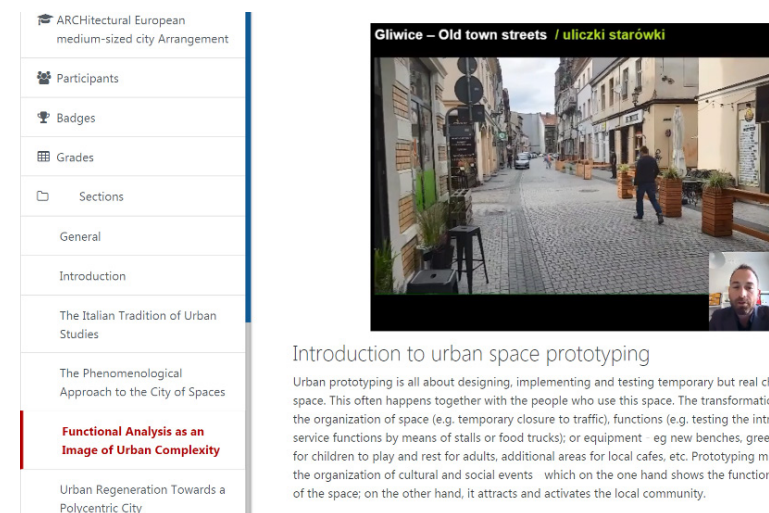 ARCHitectural European
medium-sized city Arrangement
Participants
Badges
Grades
Sections
General
Introduction
The Italian Tradition of Urban
Studies
The Phenomenological
Approach to the City of Spaces
Functional Analysis as an
Image of Urban Complexity
Urban Regeneration Towards a
Polycentric City
Gliwice – Old town streets / uliczki starówki
Introduction to urban space prototyping
Urban prototyping is all about designing, implementing and testing temporary but real
space. This often happens together with the people who use this space. The
the organization of space (e.g. temporary closure to traffic), functions (e.g. testing the
service functions by means of stalls or food trucks); or equipment - eg new benches,
for children to play and rest for adults, additional areas for local cafes, etc. Prototyping
the organization of cultural and social events which on the one hand shows the
of the space; on the other hand, it attracts and activates the local community.